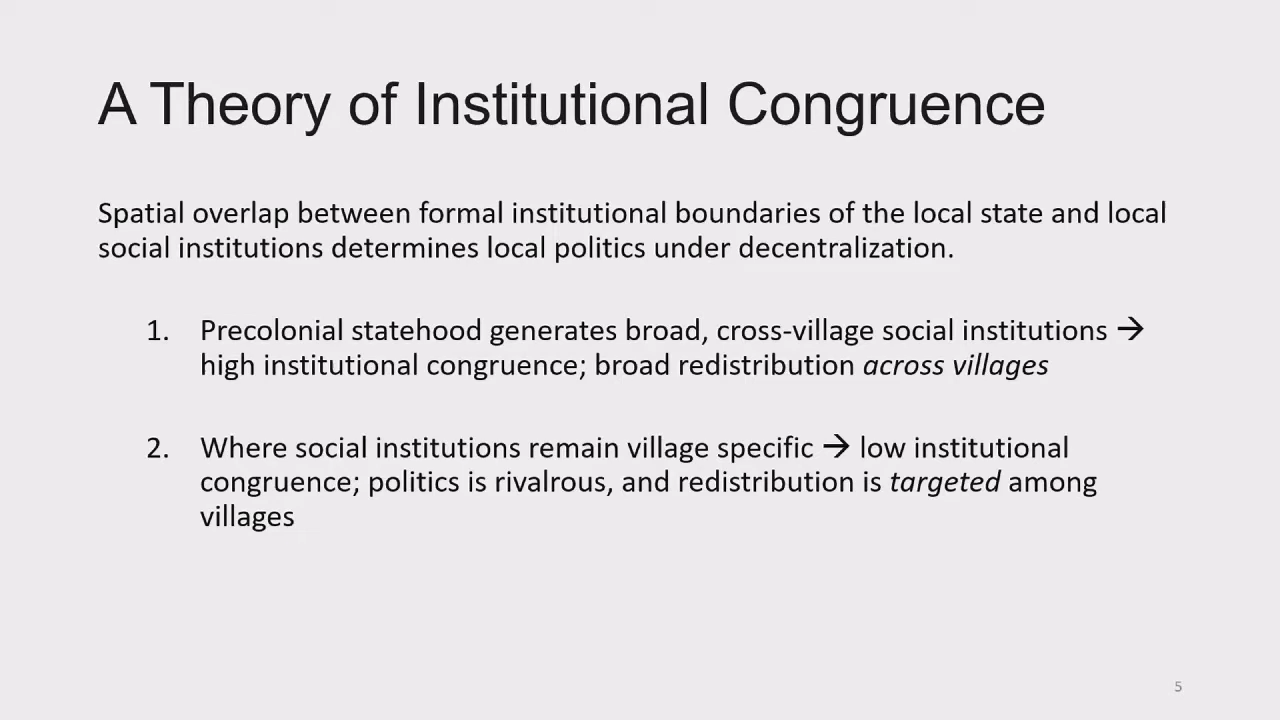 A Theory of Institutional Congruence
Spatial overlap between formal institutional boundaries of the local state and local
social institutions determines local politics under decentralization.
1. Precolonial statehood generates broad, cross-village social institutions →
high institutional congruence; broad redistribution across villages
2. Where social institutions remain village specific → low institutional
congruence; politics is rivalrous, and redistribution is targeted among
villages
5